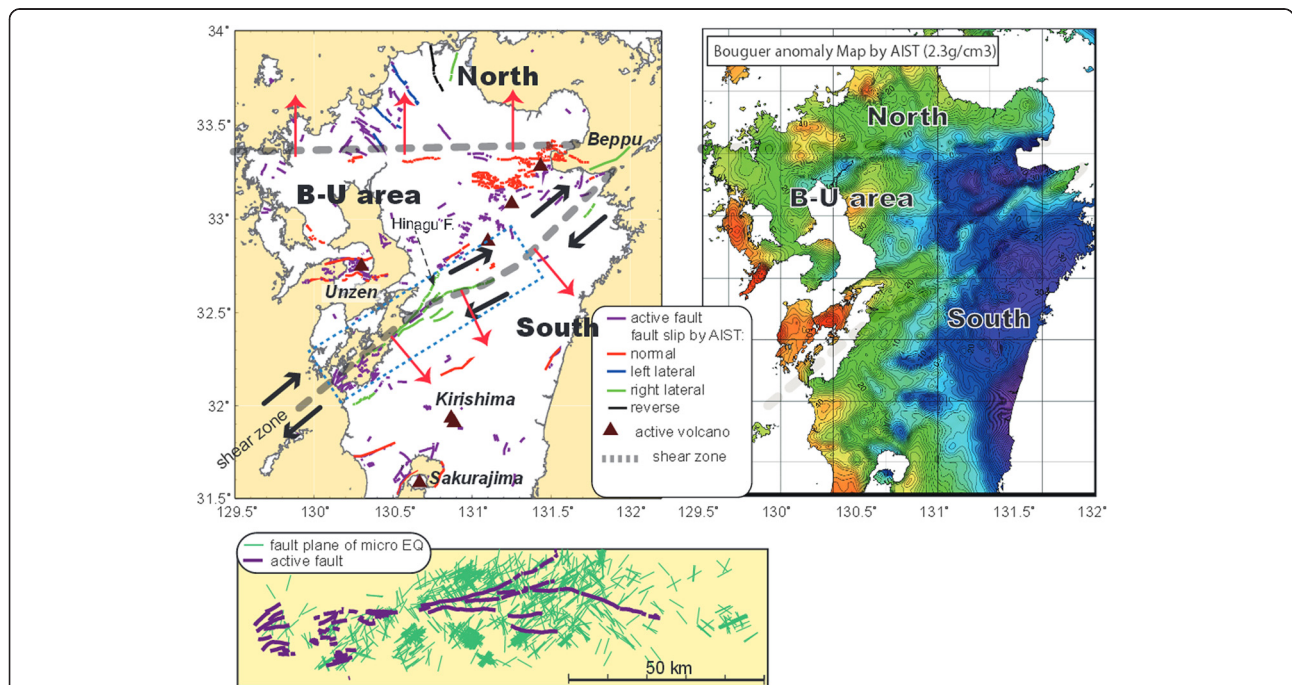 34°
33.5°
33°
32.5°
32°
31.5°
129.5°
130°
130.5°
131°
131.5°
132°
North
Beppu
B-U area
Hinagu F.
Unzen
South
Kirishima
shear zone
Sakurajima
active fault
fault slip by AIST:
normal
left lateral
right lateral
reverse
active volcano
shear zone
Bouguer anomaly Map by AIST (2.3g/cm3)
North
B-U area
South
129.5°
130°
130.5°
131°
131.5°
132°
fault plane of micro EQ
active fault
50 km